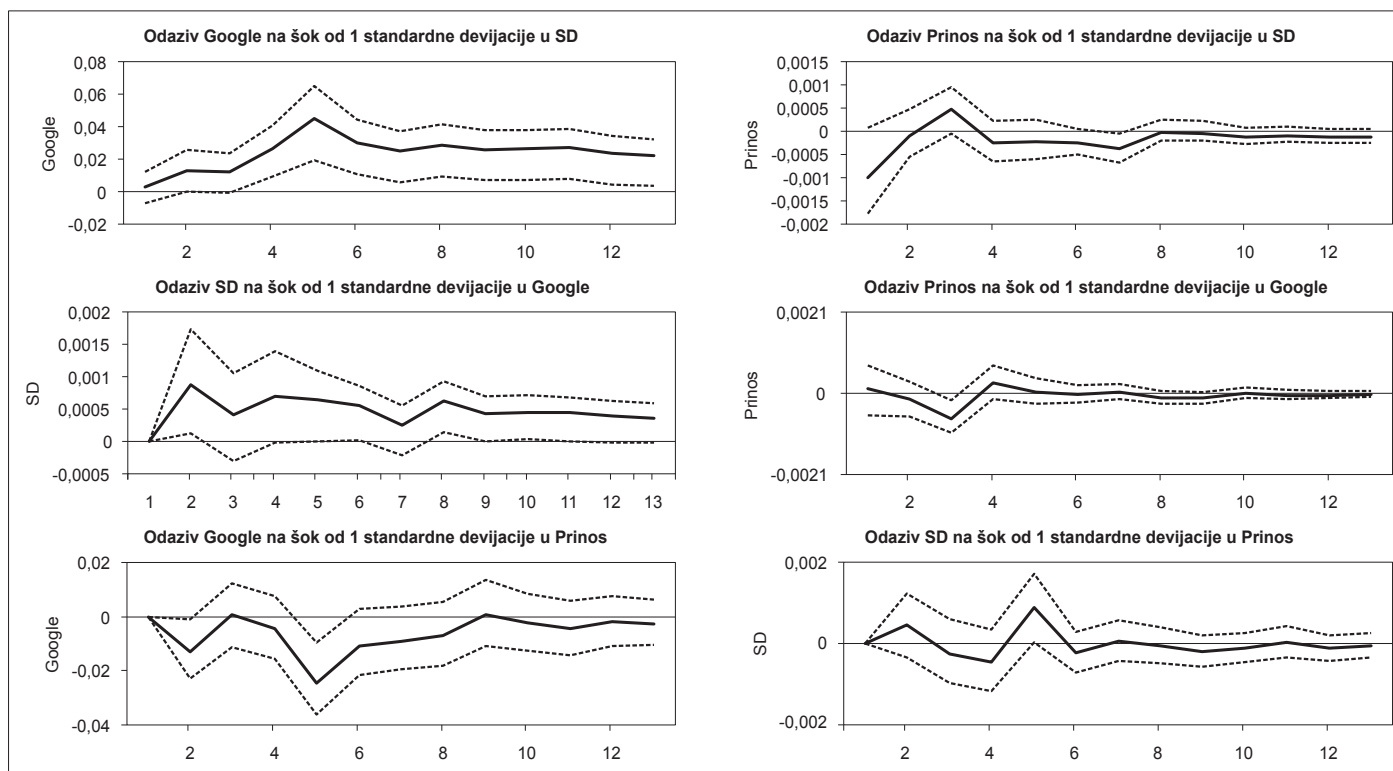 Odaziv Google na šok od 1 standardne devijacije u SD
0,08
0,06
0,04
0,02
0
-0,02
Google
2 4 6 8 10 12
Odaziv Prinos na šok od 1 standardne devijacije u SD
0,0015
0,001
0,0005
0
-0,0005
-0,001
-0,0015
-0,002
Prinos
2 4 6 8 10 12
Odaziv SD na šok od 1 standardne devijacije u Google
0,002
0,0015
0,001
0,0005
0
-0,0005
SD
1 2 3 4 5 6 7 8 9 10 11 12 13
Odaziv Prinos na šok od 1 standardne devijacije u Google
0,0021
0
-0,0021
Prinos
2 4 6 8 10 12
Odaziv Google na šok od 1 standardne devijacije u Prinos
0,02
0
-0,02
-0,04
Google
2 4 6 8 10 12
Odaziv SD na šok od 1 standardne devijacije u Prinos
0,002
0
-0,002
SD
2 4 6 8 10 12